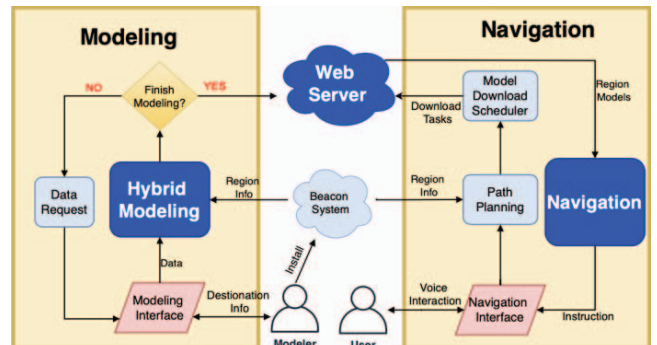 Modeling
Navigation
NO
Finish
Modeling?
YES
Web
Server
Model
Download
Scheduler
Download
Tasks
Region
Models
Data
Request
Hybrid
Modeling
Region
Info
Beacon
System
Region
Info
Path
Planning
Navigation
Data
Install
Modeling
Interface
Destionation
Info
Voice
Interaction
Navigation
Interface
Instruction
Modeler
User